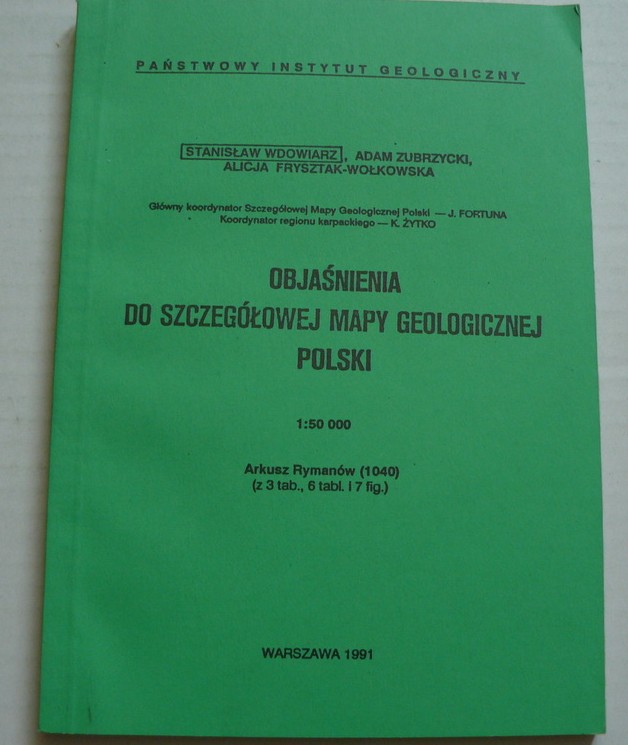 PAŃSTWOWY INSTYTUT GEOLOGICZNY
STANISŁAW WDOWIARZ, ADAM ZUBRZYCKI,
ALICJA FRYSZTAK-WOŁKOWSKA
Główny koordynator Szczegółowej Mapy Geologicznej Polski — J. FORTUNA
Koordynator regionu karpackiego — K. ŻYTKO
OBJAŚNIENIA
DO SZCZEGÓŁOWEJ MAPY GEOLOGICZNEJ
POLSKI
1:50 000
Arkusz Rymanów (1040)
(z 3 tab., 6 tabl. i 7 fig.)
WARSZAWA 1991